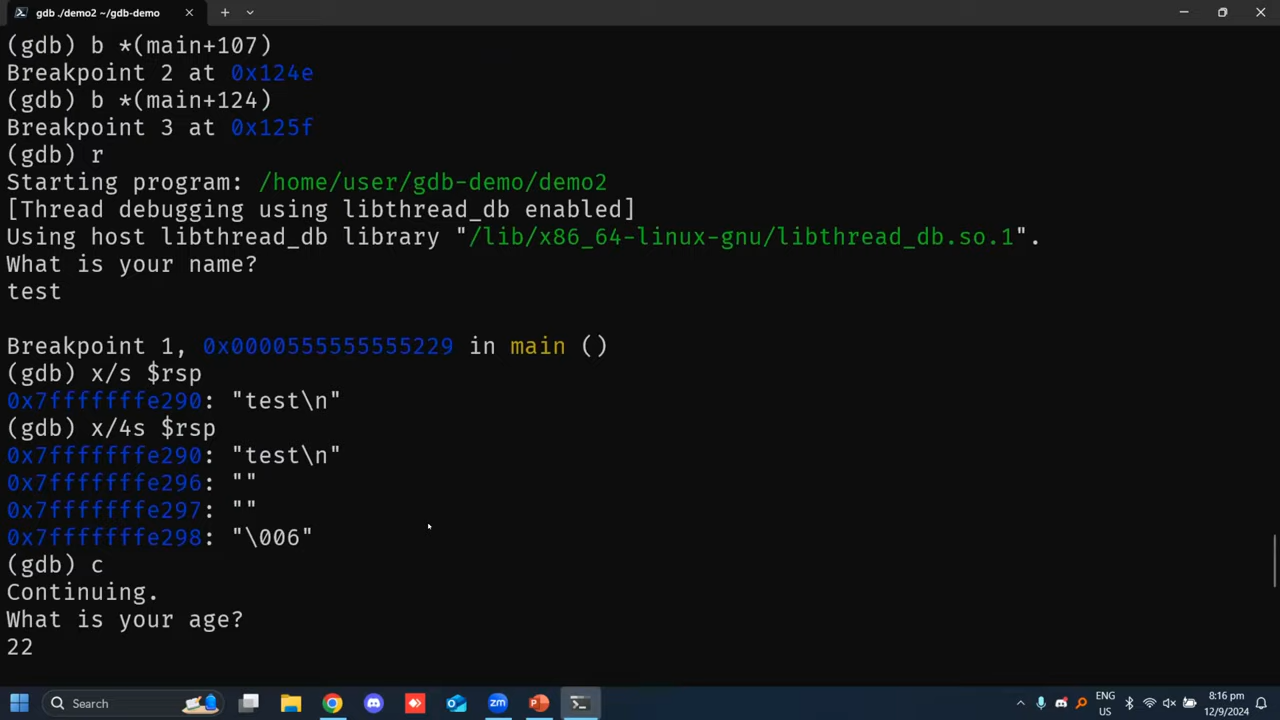 gdb ./demo2 ~/gdb-demo
(gdb) b *(main+107)
Breakpoint 2 at 0x124e
(gdb) b *(main+124)
Breakpoint 3 at 0x125f
(gdb) r
Starting program: /home/user/gdb-demo/demo2
[Thread debugging using libthread_db enabled]
Using host libthread_db library "/lib/x86_64-linux-gnu/libthread_db.so.1".
What is your name?
test
Breakpoint 1, 0x0000555555555229 in main ()
(gdb) x/s $rsp
0x7fffffffe290: "test\n"
(gdb) x/4s $rsp
0x7fffffffe290: "test\n"
0x7fffffffe296: ""
0x7fffffffe297: ""
0x7fffffffe298: "\006"
(gdb) c
Continuing.
What is your age?
22
Search
zm
ENG
US
8:16 pm
12/9/2024